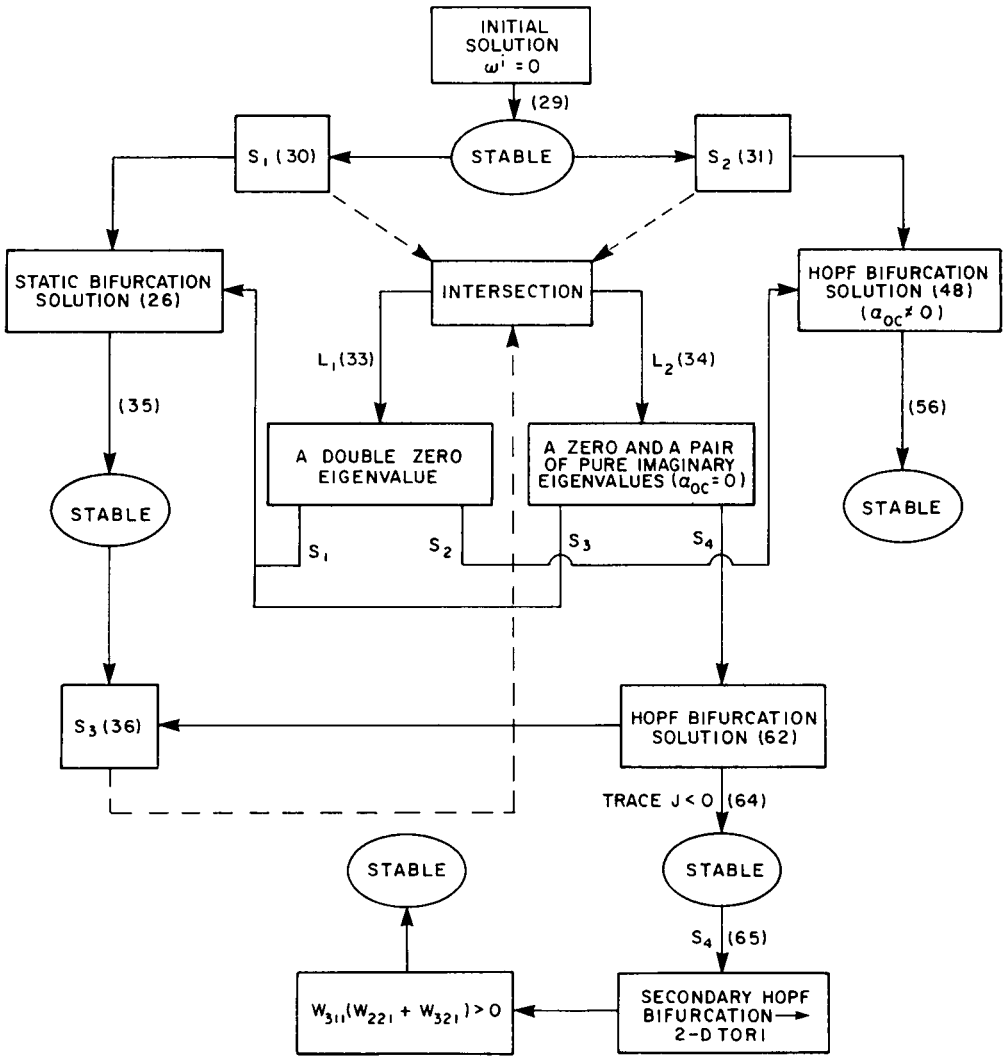 INITIAL
SOLUTION
ωⁱ = 0
(29)
S₁ (30)
STABLE
S₂ (31)
STATIC BIFURCATION
SOLUTION (26)
INTERSECTION
HOPF BIFURCATION
SOLUTION (48)
(α₀c ≠ 0)
L₁ (33)
L₂ (34)
(35)
(56)
A DOUBLE ZERO
EIGENVALUE
A ZERO AND A PAIR
OF PURE IMAGINARY
EIGENVALUES (α₀c = 0)
STABLE
STABLE
S₁
S₂
S₃
S₄
S₃ (36)
HOPF BIFURCATION
SOLUTION (62)
TRACE J < 0 (64)
STABLE
STABLE
S₄ (65)
W₃₁₁(W₂₂₁ + W₃₂₁) > 0
SECONDARY HOPF
BIFURCATION →
2-D TORI